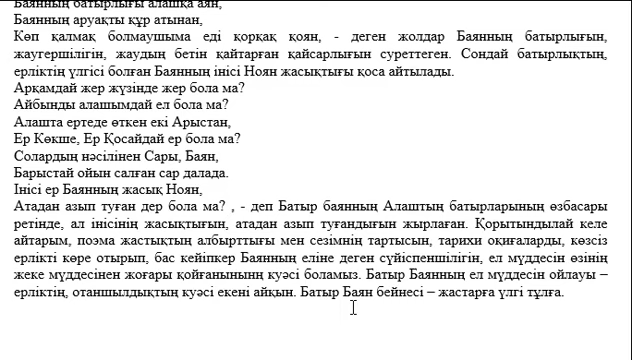 Баянның батырлығы алашқа аян,
Баянның аруақты құр атынан,
Көп қалмақ болмаушыма еді қорқақ қоян, - деген жолдар Баянның батырлығын,
жаугершілігін, жаудың бетін қайтарған қайсарлығын суреттеген. Сондай батырлықтың,
ерліктің үлгісі болған Баянның інісі Ноян жасықтығы қоса айтылады.
Арқамдай жер жүзінде жер бола ма?
Айбынды алашымдай ел бола ма?
Алашта ертеде өткен екі Арыстан,
Ер Көкше, Ер Қосайдай ер бола ма?
Солардың нәсілінен Сары, Баян,
Барыстай ойын салған сар далада.
Інісі ер Баянның жасық Ноян,
Атадан азып туған дер бола ма? , - деп Батыр баянның Алаштың батырларының өзбасары
ретінде, ал інісінің жасықтығын, атадан азып туғандығын жырлаған. Қорытындылай келе
айтарым, поэма жастықтың албырттығы мен сезімнің тартысын, тарихи оқиғаларды, көзсіз
ерлікті көре отырып, бас кейіпкер Баянның еліне деген сүйіспеншілігін, ел мүддесін өзінің
жеке мүддесінен жоғары қойғанынынң куәсі боламыз. Батыр Баянның ел мүддесін ойлауы –
ерліктің, отаншылдықтың куәсі екені айқын. Батыр Баян бейнесі – жастарға үлгі тұлға.